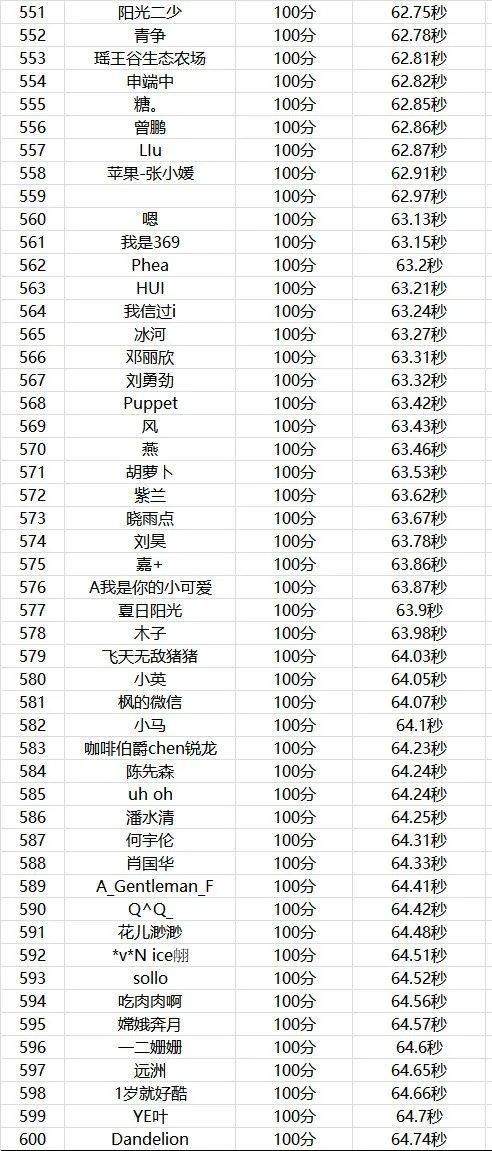 551 阳光二少 100分 62.75秒
552 青争 100分 62.78秒
553 瑶王谷生态农场 100分 62.81秒
554 申端中 100分 62.82秒
555 糖。 100分 62.85秒
556 曾鹏 100分 62.86秒
557 LIu 100分 62.87秒
558 苹果-张小媛 100分 62.91秒
559 100分 62.97秒
560 嗯 100分 63.13秒
561 我是369 100分 63.15秒
562 Phea 100分 63.2秒
563 HUI 100分 63.21秒
564 我信过i 100分 63.24秒
565 冰河 100分 63.27秒
566 邓丽欣 100分 63.31秒
567 刘勇劲 100分 63.32秒
568 Puppet 100分 63.42秒
569 风 100分 63.43秒
570 燕 100分 63.46秒
571 胡萝卜 100分 63.53秒
572 紫兰 100分 63.62秒
573 晓雨点 100分 63.67秒
574 刘昊 100分 63.78秒
575 嘉+ 100分 63.86秒
576 A我是你的小可爱 100分 63.87秒
577 夏日阳光 100分 63.9秒
578 木子 100分 63.98秒
579 飞天无敌猪猪 100分 64.03秒
580 小英 100分 64.05秒
581 枫的微信 100分 64.07秒
582 小马 100分 64.1秒
583 咖啡伯爵chen锐龙 100分 64.23秒
584 陈先森 100分 64.24秒
585 uh oh 100分 64.24秒
586 潘水清 100分 64.25秒
587 何宇伦 100分 64.31秒
588 肖国华 100分 64.33秒
589 A_Gentleman_F 100分 64.41秒
590 Q^Q_ 100分 64.42秒
591 花儿渺渺 100分 64.48秒
592 *v*N 100分 64.51秒
593 sollo 100分 64.52秒
594 吃肉肉啊 100分 64.56秒
595 嫦娥奔月 100分 64.57秒
596 一二姗姗 100分 64.6秒
597 远洲 100分 64.65秒
598 1岁就好酷 100分 64.66秒
599 YE叶 100分 64.7秒
600 Dandelion 100分 64.74秒